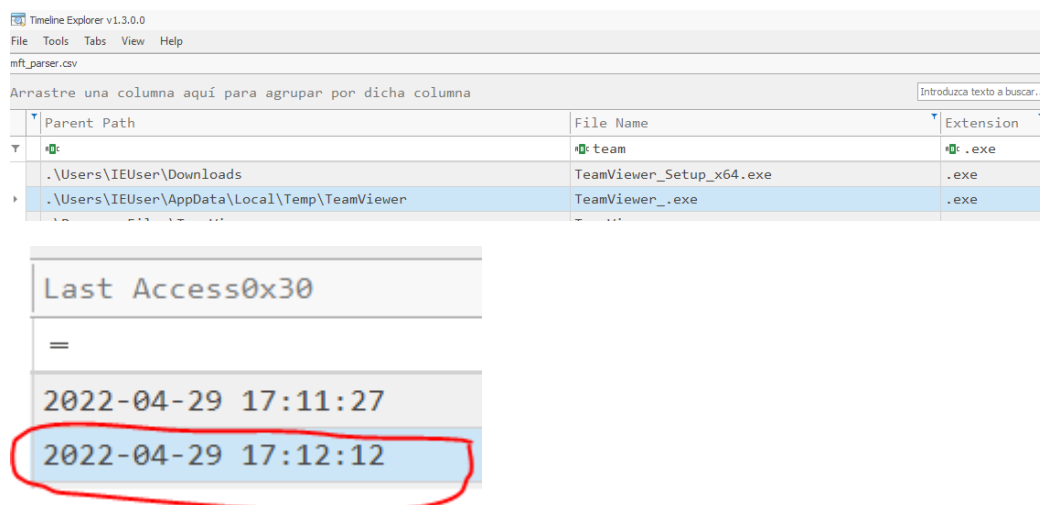 Timeline Explorer v1.3.0.0
File Tools Tabs View Help
mft_parser.csv
Arrastre una columna aquí para agrupar por dicha columna
Introduzca texto a buscar...
Parent Path File Name Extension
team .exe
.\Users\IEUser\Downloads TeamViewer_Setup_x64.exe .exe
.\Users\IEUser\AppData\Local\Temp\TeamViewer TeamViewer_.exe .exe
Last Access0x30
=
2022-04-29 17:11:27
2022-04-29 17:12:12